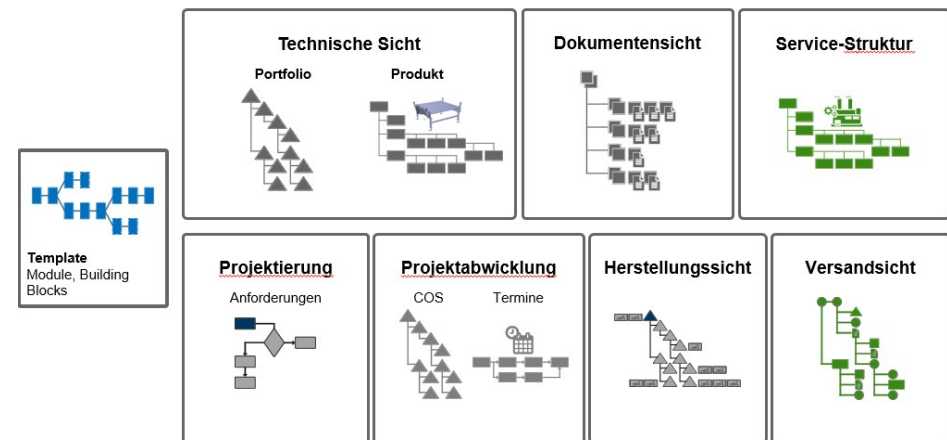 Technische Sicht
Portfolio
Produkt
Dokumentensicht
Service-Struktur
Template
Module, Building
Blocks
Projektierung
Anforderungen
Projektabwicklung
COS
Termine
Herstellungssicht
Versandsicht